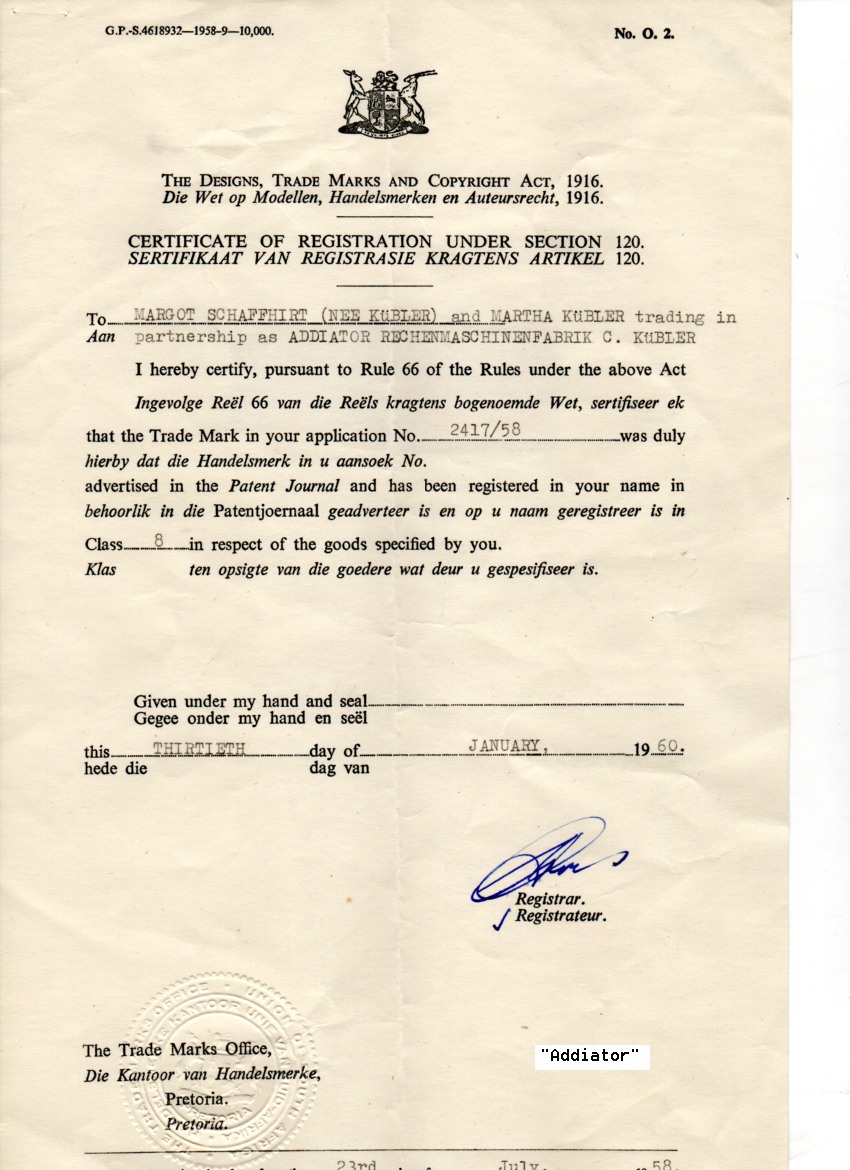 G.P.-S.4618932—1958-9—10,000.
No. O. 2.
THE DESIGNS, TRADE MARKS AND COPYRIGHT ACT, 1916.
Die Wet op Modellen, Handelsmerken en Auteursrecht, 1916.
CERTIFICATE OF REGISTRATION UNDER SECTION 120.
SERTIFIKAAT VAN REGISTRASIE KRAGTENS ARTIKEL 120.
To MARGOT SCHAFFHIRT (NEE KüBLER) and MARTHA KüBLER trading in
Aan partnership as ADDIATOR RECHENMASCHINENFABRIK C. KüBLER
I hereby certify, pursuant to Rule 66 of the Rules under the above Act
Ingevolge Reël 66 van die Reëls kragtens bogenoemde Wet, sertifiseer ek
that the Trade Mark in your application No. 2417/58 was duly
hierby dat die Handelsmerk in u aansoek No.
advertised in the Patent Journal and has been registered in your name in
behoorlik in die Patentjoernaal geadverteer is en op u naam geregistreer is in
Class 8 in respect of the goods specified by you.
Klas ten opsigte van die goedere wat deur u gespesifiseer is.
Given under my hand and seal
Gegee onder my hand en seël
this THIRTIETH day of JANUARY, 1960.
hede die dag van
Registrar.
Registrateur.
The Trade Marks Office,
Die Kantoor van Handelsmerke,
Pretoria.
Pretoria.
"Addiator"
23rd July, 1958.